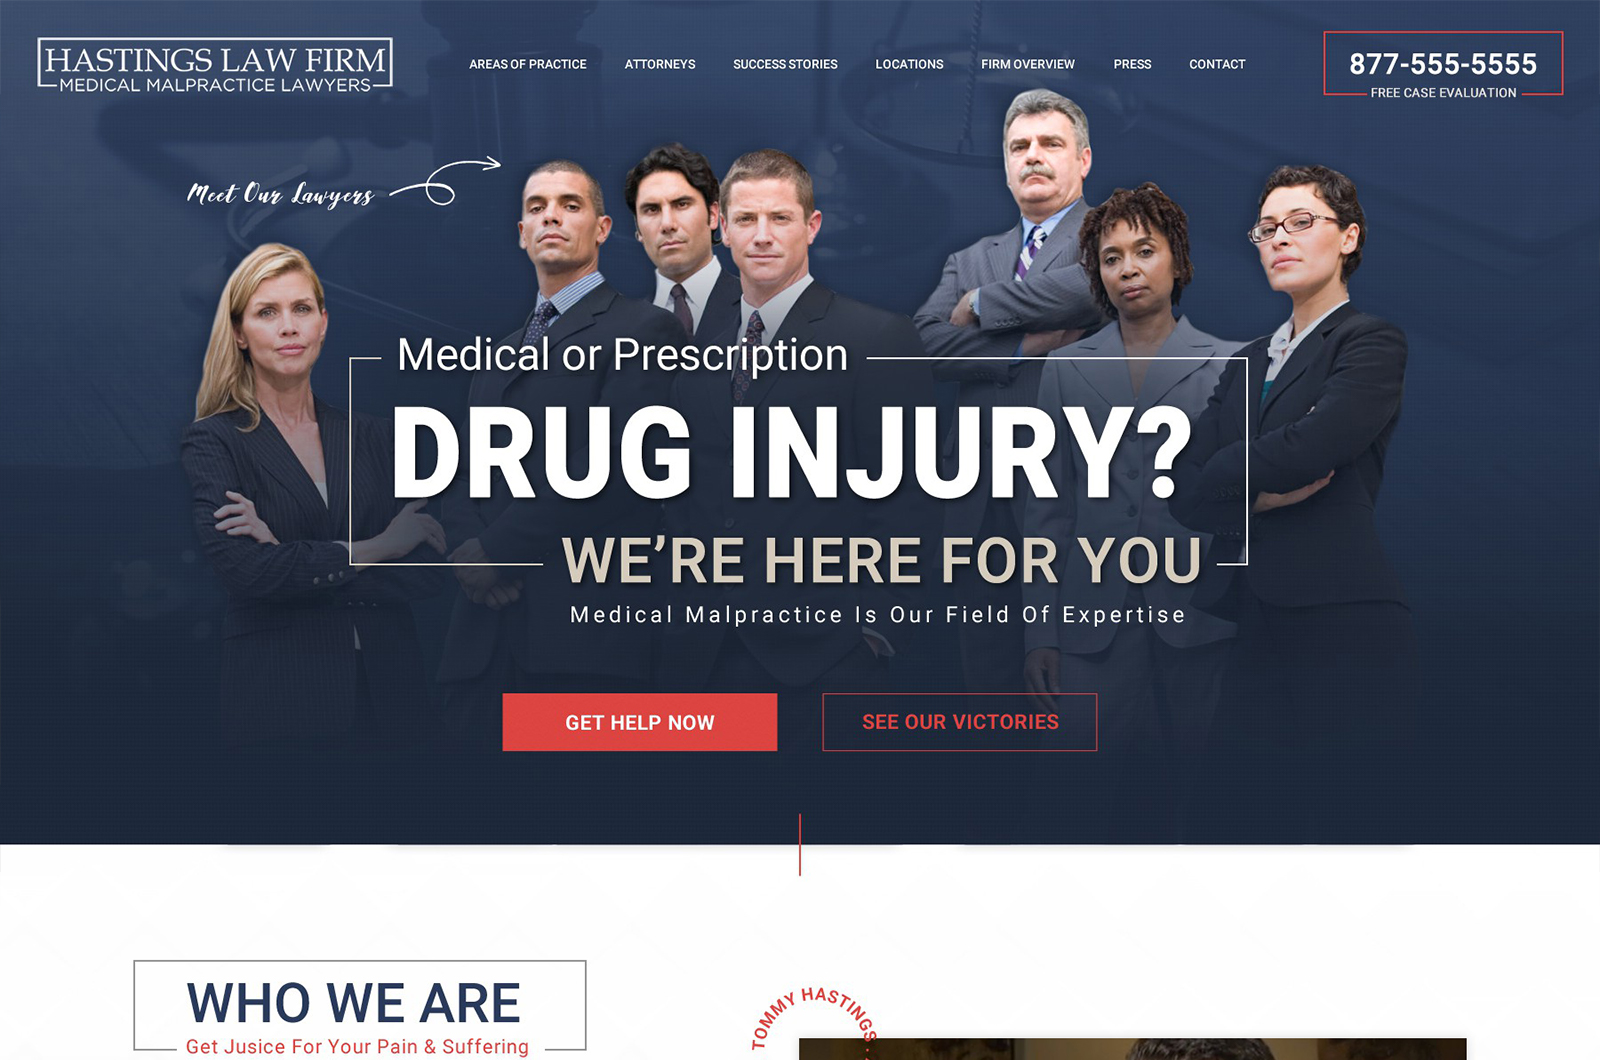 HASTINGS LAW FIRM
MEDICAL MALPRACTICE LAWYERS
AREAS OF PRACTICE
ATTORNEYS
SUCCESS STORIES
LOCATIONS
FIRM OVERVIEW
PRESS
CONTACT
877-555-5555
FREE CASE EVALUATION
Meet Our Lawyers
Medical or Prescription
DRUG INJURY?
WE'RE HERE FOR YOU
Medical Malpractice Is Our Field Of Expertise
GET HELP NOW
SEE OUR VICTORIES
WHO WE ARE
Get Jusice For Your Pain & Suffering
TOMMY HASTINGS